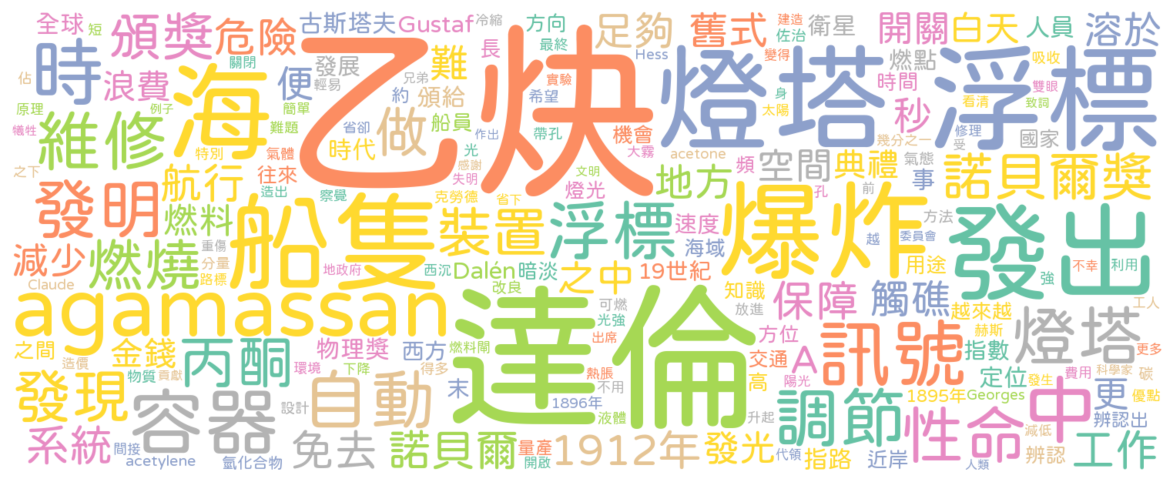 全球
短
頒獎
危險
古斯塔夫
Gustaf
冷縮
方向
最終
足夠
舊式
建造
佐治
衛星
開關
白天
人員
溶於
時
海
浪費
關閉
發展
輕易
便
兄弟
難
乙炔
實驗
希望
Hess
燈塔
變得
身
太陽
燃點
時間
浮標
吸收
雙眼
看清
致詞
原理
佔
例子
維修
簡單
難題
省卻
約
頒給
船員
做
作出
帶孔
機會
大霧
acetone
頻
秒
幾分之一
修理
受
國家
犧牲
之下
特別
氣體
時代
光
感謝
失明
文明
燈光
地方
空間
典禮
氣態
事
諾貝爾獎
發明
航行
往來
造出
察覺
克勞德
省下
孔
前
方法
越
委員會
燃料
船隻
裝置
浮標
速度
海域
爆炸
發出
減少
燃燒
重傷
分量
路標
地政府
西沉
Dalén
改良
暗淡
之中
19世紀
用途
強
不幸
利用
Claude
agamassan
可燃
光強
放進
知識
保障
觸礁
越來越
工人
之間
金錢
丙酮
物理獎
西方
達倫
燃料閘
出席
方位
交通
A
訊號
赫斯
指數
燈塔
更多
造價
物質
貢獻
環境
下降
得多
熱脹
不用
陽光
高
定位
發生
科學家
費用
碳
發現
容器
設計
自動
末
1896年
液體
升起
調節
性命
1895年
Georges
中
更
減低
優點
辨認出
系統
間接
acetylene
氫化合物
免去
諾貝爾
量產
開啟
1912年
發光
代領
指路
近岸
人類
辨認
工作